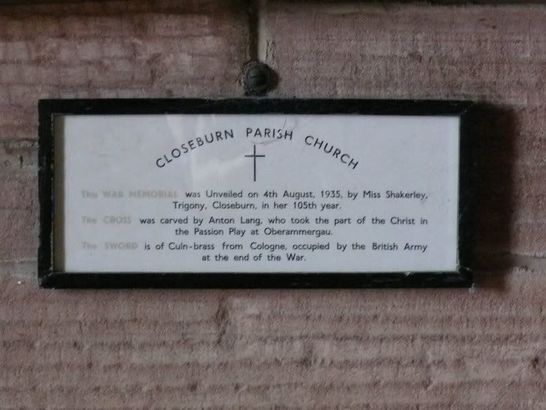 CLOSEBURN PARISH CHURCH
The WAR MEMORIAL was Unveiled on 4th August, 1935, by Miss Shakerley,
Trigony, Closeburn, in her 105th year.
The CROSS was carved by Anton Lang, who took the part of the Christ in
the Passion Play at Oberammergau.
The SWORD is of Culn-brass from Cologne, occupied by the British Army
at the end of the War.